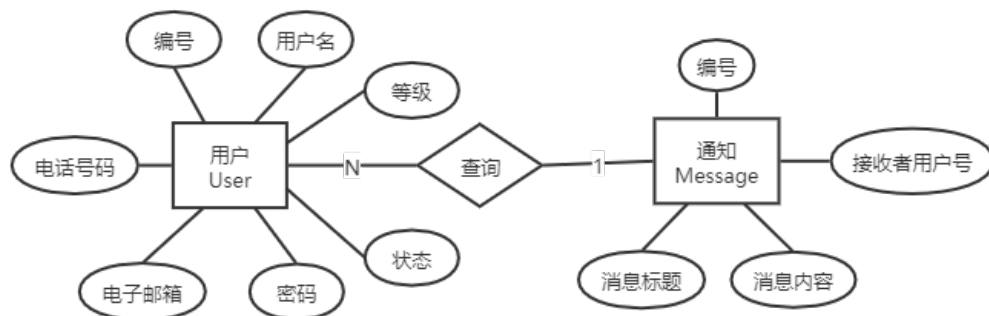 编号
用户名
等级
电话号码
用户
User
N
查询
1
状态
电子邮箱
密码
编号
通知
Message
接收者用户号
消息标题
消息内容